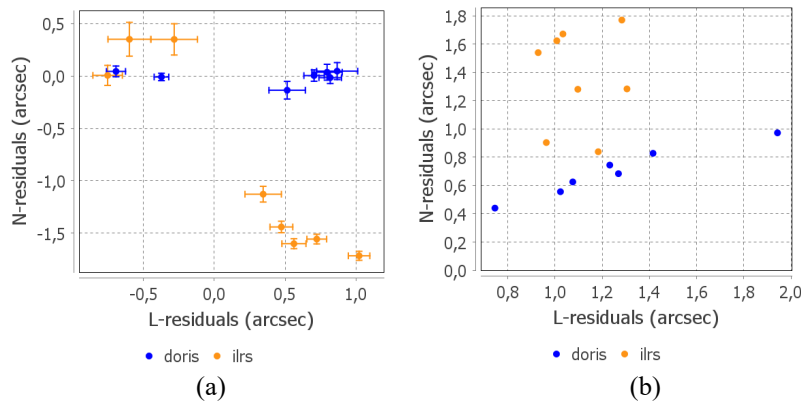 0,5
0,0
-0,5
-1,0
-1,5
N-residuals (arcsec)
-0,5 0,0 0,5 1,0
L-residuals (arcsec)
doris ilrs
(a)
1,8
1,6
1,4
1,2
1,0
0,8
0,6
0,4
0,2
0,0
N-residuals (arcsec)
0,8 1,0 1,2 1,4 1,6 1,8 2,0
L-residuals (arcsec)
doris ilrs
(b)